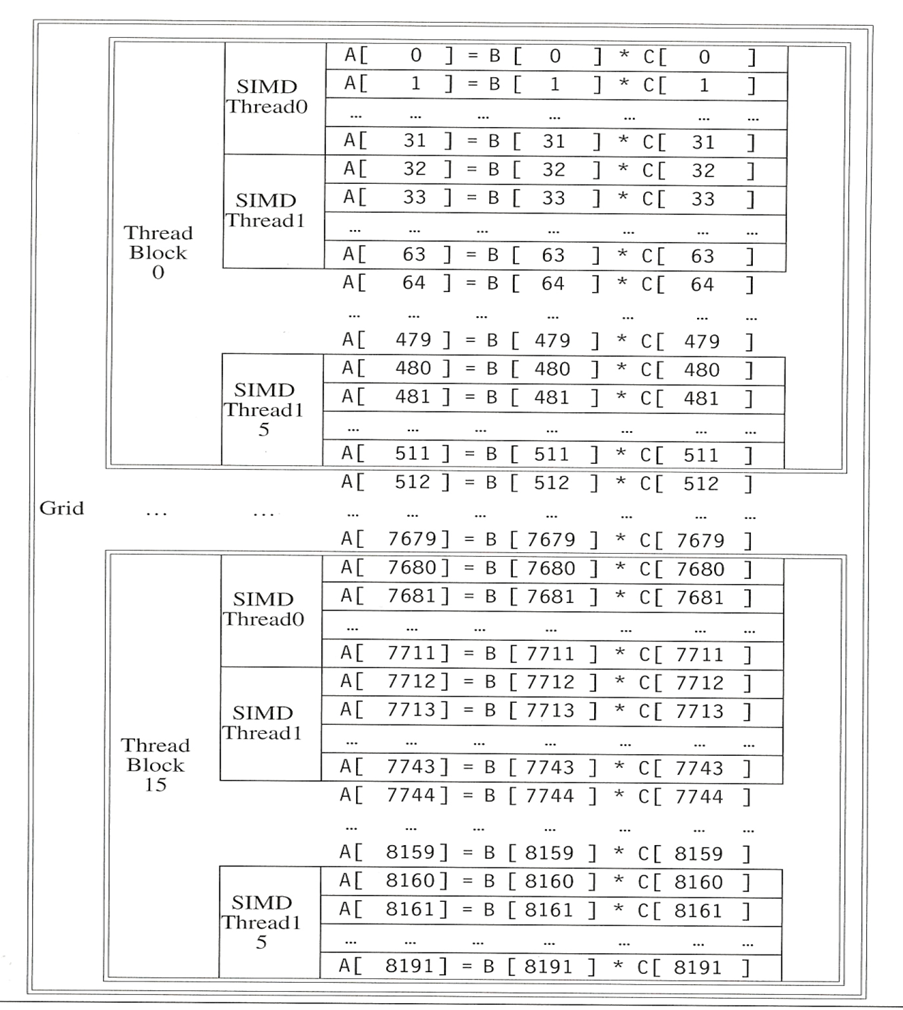 A[ 0 ] = B [ 0 ] * C[ 0 ]
SIMD
Thread0
A[ 1 ] = B [ 1 ] * C[ 1 ]
... ... ... ... ... ... ...
A[ 31 ] = B [ 31 ] * C[ 31 ]
SIMD
Thread1
A[ 32 ] = B [ 32 ] * C[ 32 ]
A[ 33 ] = B [ 33 ] * C[ 33 ]
... ... ... ... ... ... ...
Thread
Block
0
A[ 63 ] = B [ 63 ] * C[ 63 ]
A[ 64 ] = B [ 64 ] * C[ 64 ]
... ... ... ... ... ... ...
A[ 479 ] = B [ 479 ] * C[ 479 ]
SIMD
Thread1
5
A[ 480 ] = B [ 480 ] * C[ 480 ]
A[ 481 ] = B [ 481 ] * C[ 481 ]
... ... ... ... ... ... ...
A[ 511 ] = B [ 511 ] * C[ 511 ]
A[ 512 ] = B [ 512 ] * C[ 512 ]
Grid ... ... ... ... ... ... ... ... ...
A[ 7679] = B [ 7679 ] * C[ 7679 ]
SIMD
Thread0
A[ 7680] = B [ 7680 ] * C[ 7680 ]
A[ 7681] = B [ 7681 ] * C[ 7681 ]
... ... ... ... ... ... ...
A[ 7711] = B [ 7711 ] * C[ 7711 ]
SIMD
Thread1
A[ 7712] = B [ 7712 ] * C[ 7712 ]
A[ 7713] = B [ 7713 ] * C[ 7713 ]
... ... ... ... ... ... ...
Thread
Block
15
A[ 7743] = B [ 7743 ] * C[ 7743 ]
A[ 7744] = B [ 7744 ] * C[ 7744 ]
... ... ... ... ... ... ...
A[ 8159] = B [ 8159 ] * C[ 8159 ]
SIMD
Thread1
5
A[ 8160] = B [ 8160 ] * C[ 8160 ]
A[ 8161] = B [ 8161 ] * C[ 8161 ]
... ... ... ... ... ... ...
A[ 8191] = B [ 8191 ] * C[ 8191 ]